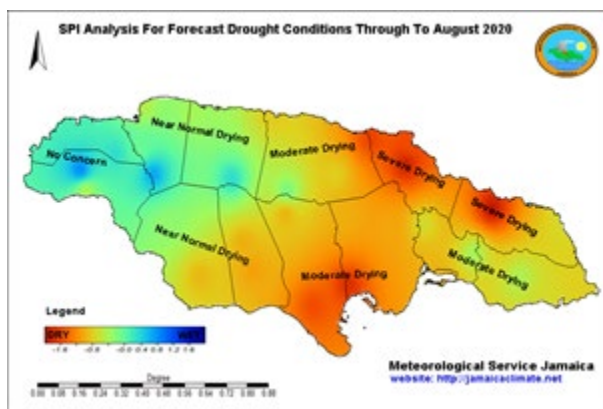 SPI Analysis For Forecast Drought Conditions Through To August 2020
Near Normal Drying
No Concern
Moderate Drying
Severe Drying
Severe Drying
Near Normal Drying
Moderate Drying
Moderate Drying
Legend
DRY WET
Meteorological Service Jamaica
website: http://jamaicaclimate.net
Degree